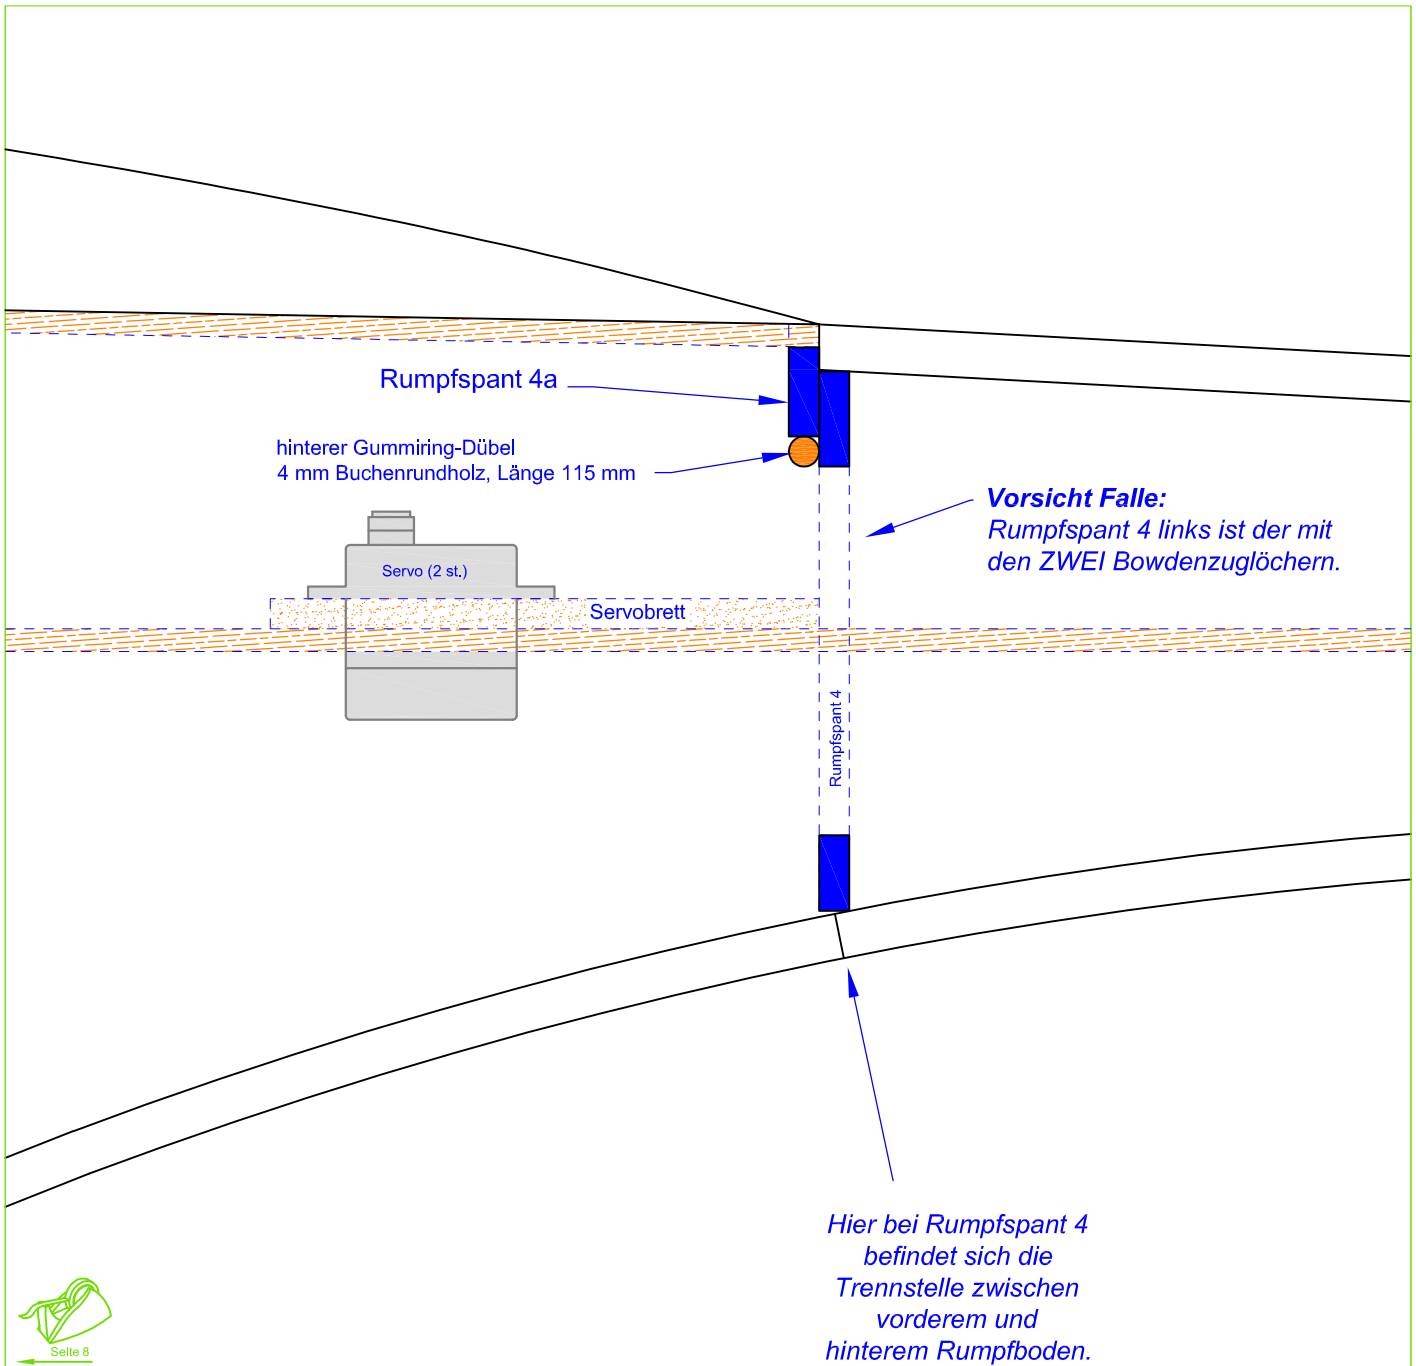 Rumpfspant 4a
hinterer Gummiring-Dübel
4 mm Buchenrundholz, Länge 115 mm
Vorsicht Falle:
Rumpfspant 4 links ist der mit
den ZWEI Bowdenzuglöchern.
Servo (2 st.)
Servobrett
Rumpfspant 4
Hier bei Rumpfspant 4
befindet sich die
Trennstelle zwischen
vorderem und
hinterem Rumpfboden.
Seite 8